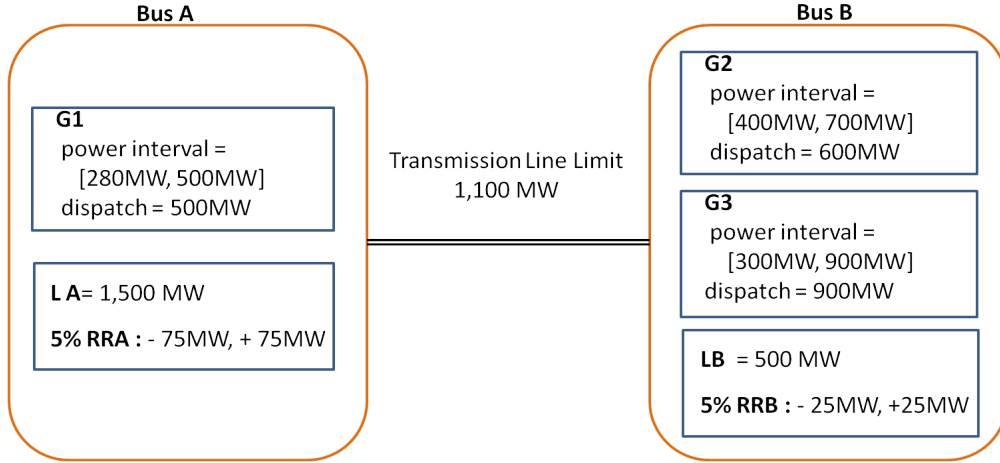 Bus A
G1
power interval =
[280MW, 500MW]
dispatch = 500MW
L A= 1,500 MW
5% RRA : - 75MW, + 75MW
Transmission Line Limit
1,100 MW
Bus B
G2
power interval =
[400MW, 700MW]
dispatch = 600MW
G3
power interval =
[300MW, 900MW]
dispatch = 900MW
LB = 500 MW
5% RRB : - 25MW, +25MW